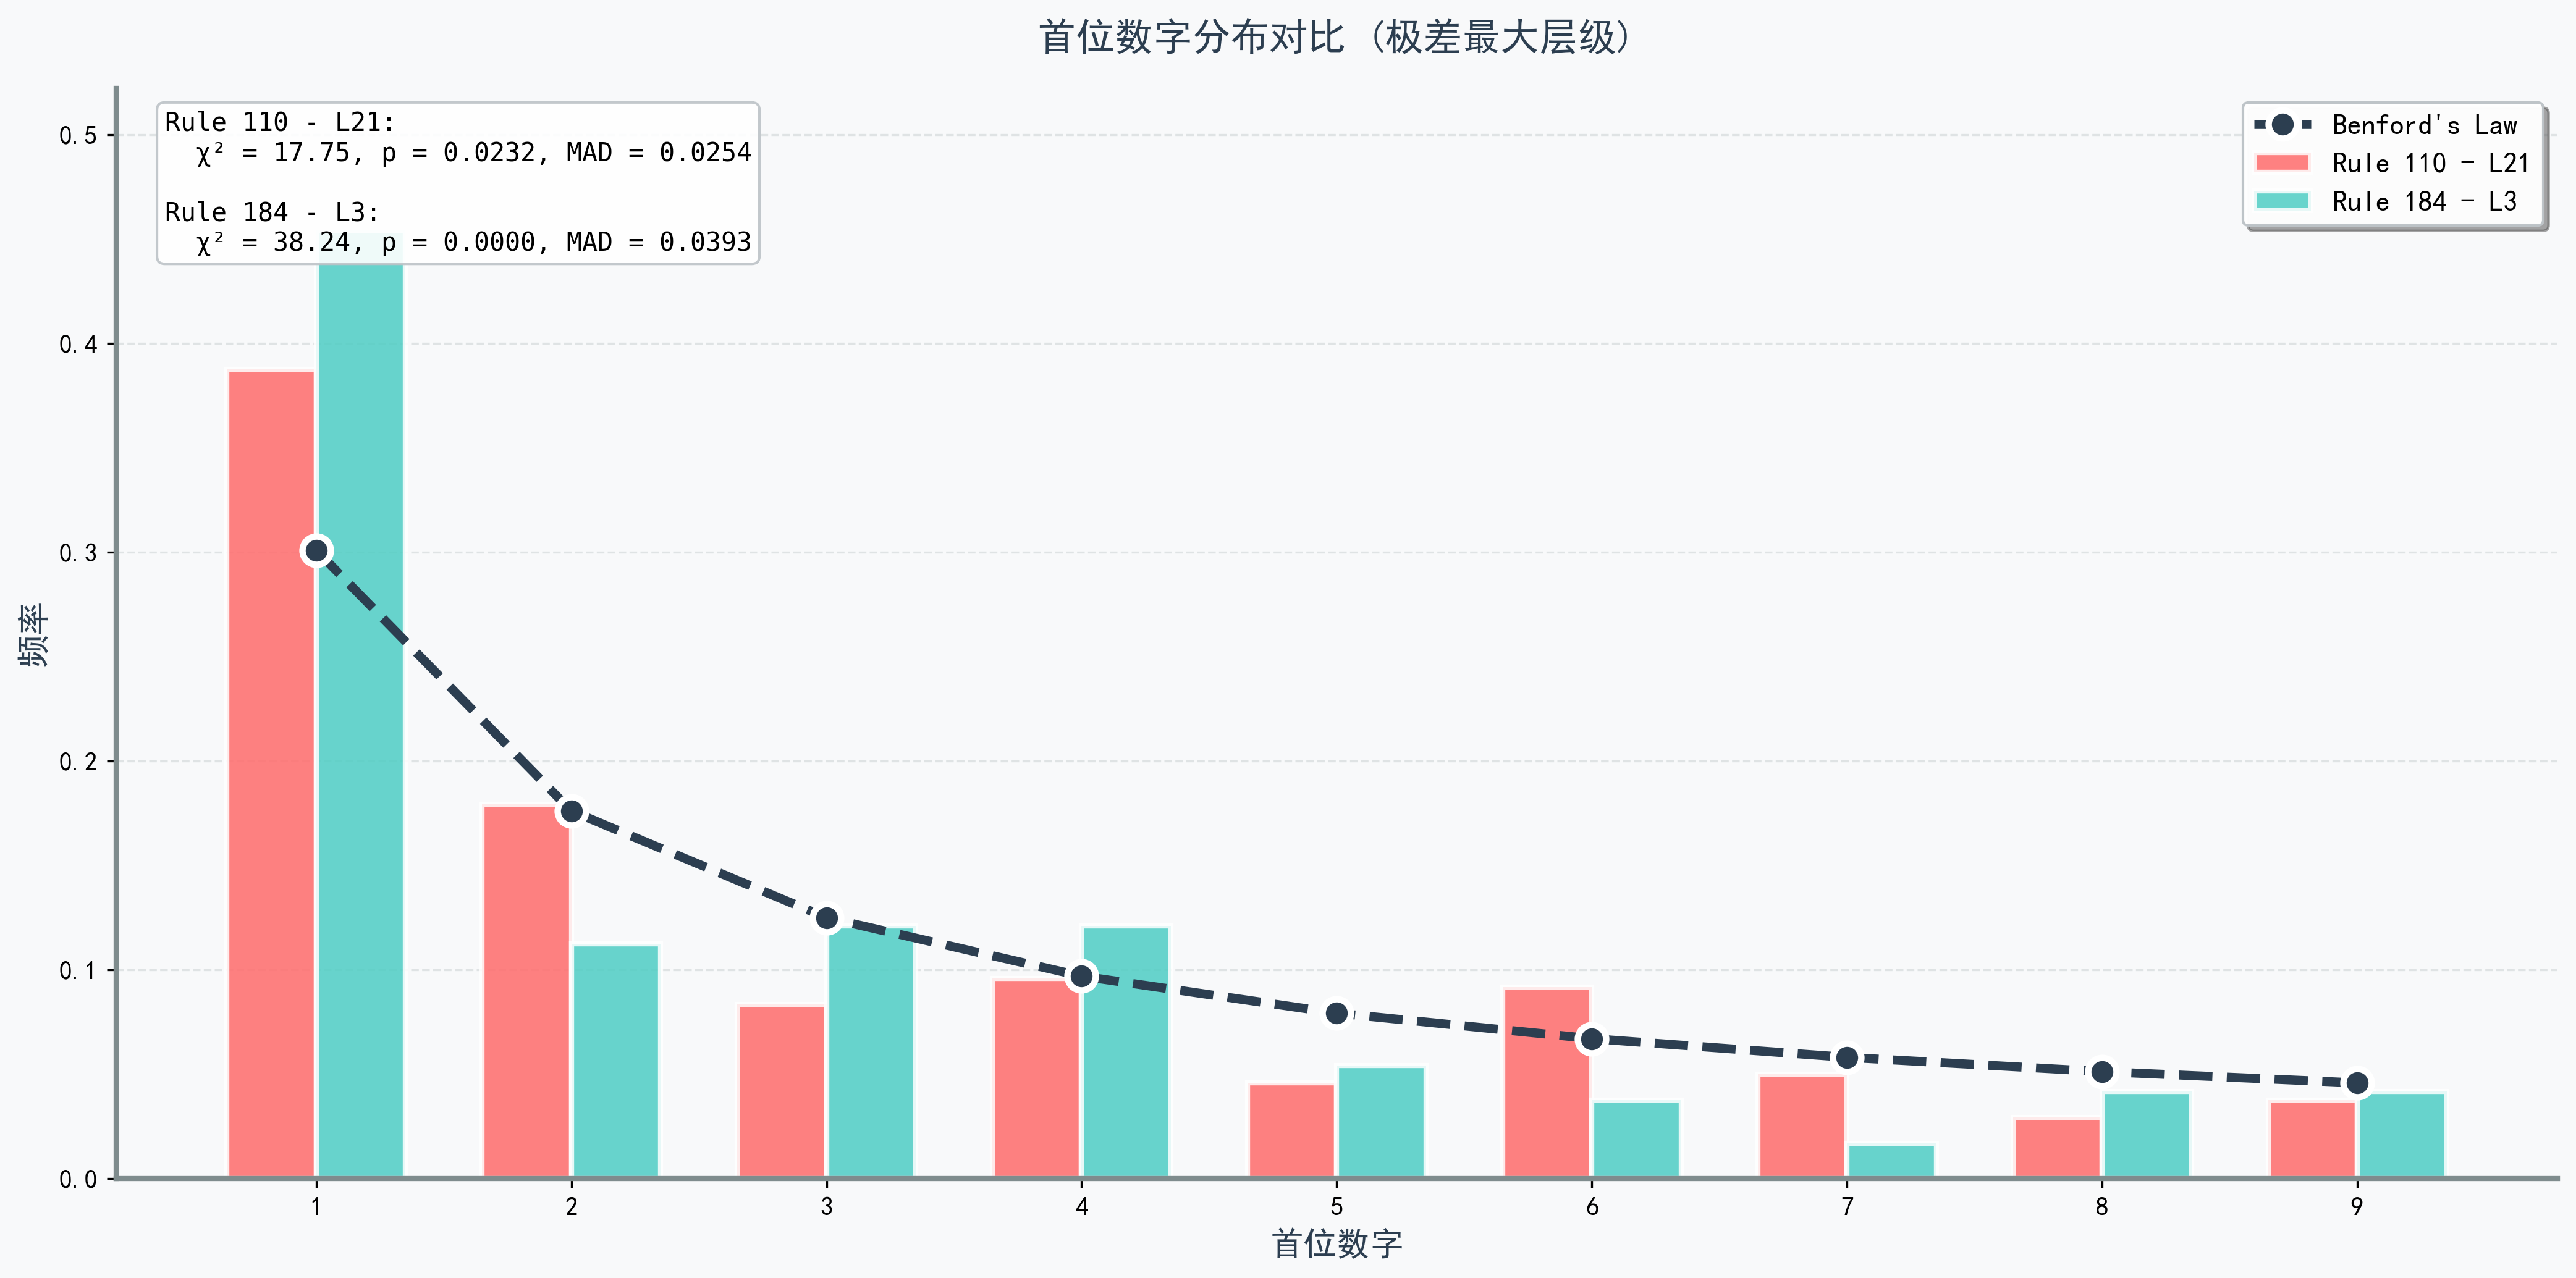 首位数字分布对比 (极差最大层级)
Rule 110 - L21:
χ² = 17.75, p = 0.0232, MAD = 0.0254
Rule 184 - L3:
χ² = 38.24, p = 0.0000, MAD = 0.0393
Benford's Law
Rule 110 - L21
Rule 184 - L3
频率
0.5
0.4
0.3
0.2
0.1
0.0
1 2 3 4 5 6 7 8 9
首位数字